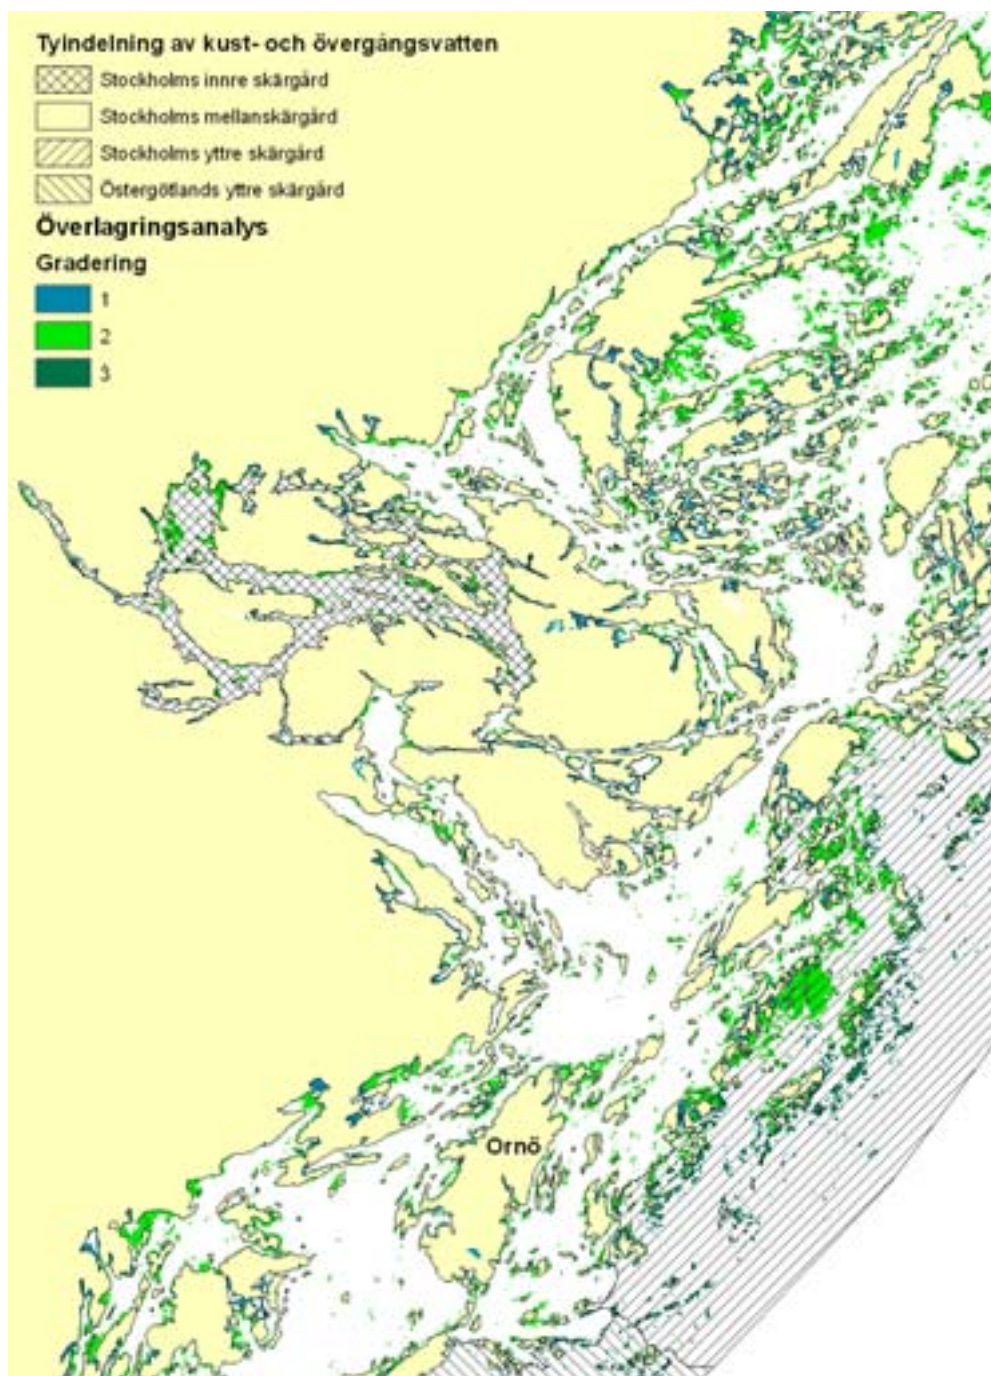 Tyindelning av kust- och övergångsvatten
Stockholms innre skärgård
Stockholms mellanskärgård
Stockholms yttre skärgård
Östergötlands yttre skärgård
Överlagringsanalys
Gradering
1
2
3
Ornö